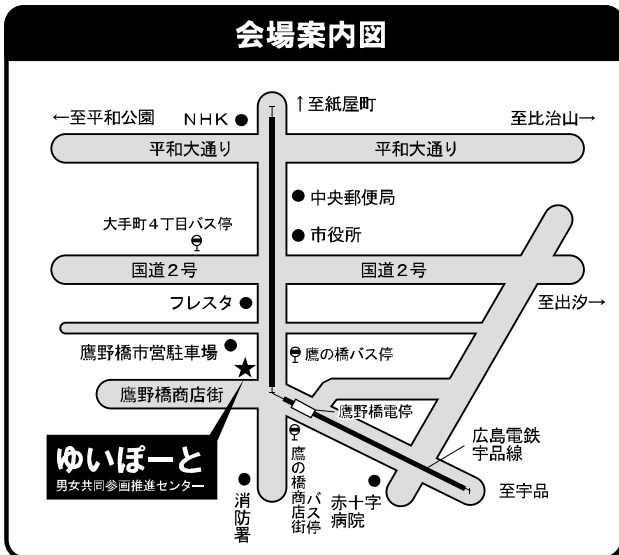 会場案内図
←至平和公園
NHK
↑至紙屋町
至比治山→
平和大通り
平和大通り
中央郵便局
大手町4丁目バス停
市役所
国道2号
国道2号
フレスタ
至出汐→
鷹野橋市営駐車場
鷹の橋バス停
鷹野橋商店街
鷹野橋電停
ゆいぽーと
男女共同参画推進センター
広島電鉄
宇品線
至宇品
消防署
鷹の橋商店街
バス停
赤十字
病院